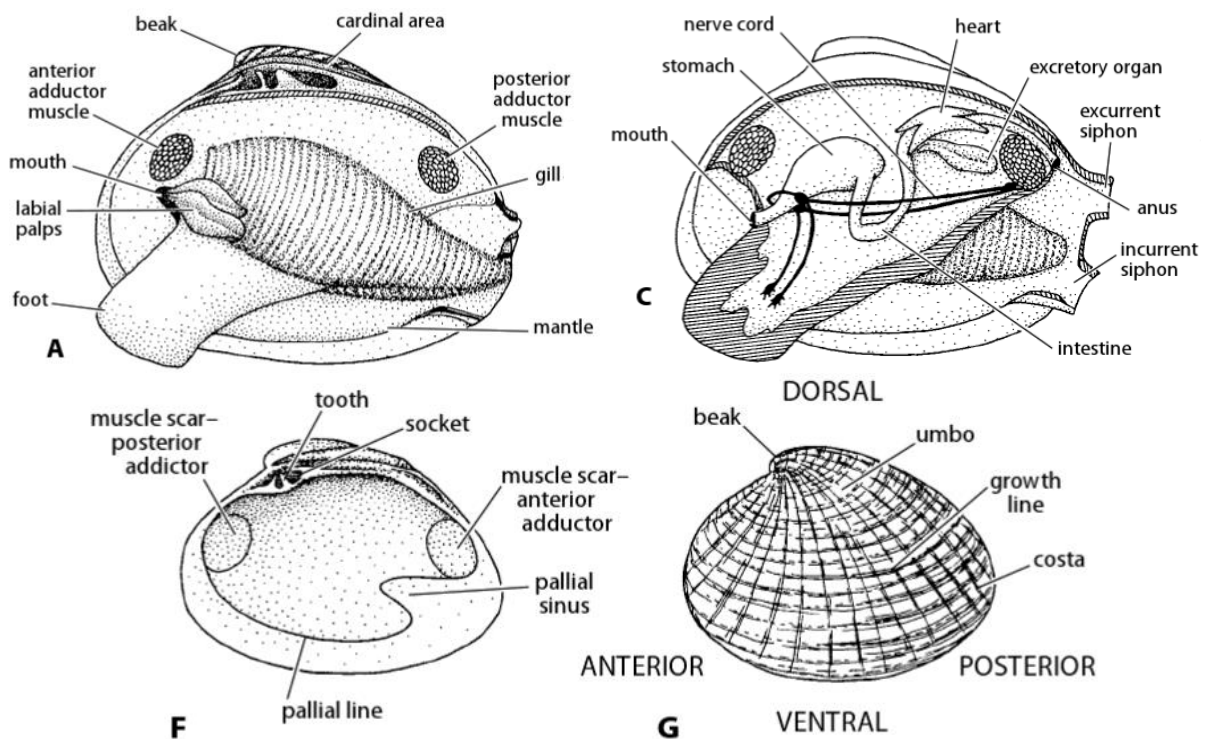 beak
cardinal area
anterior
adductor
muscle
posterior
adductor
muscle
mouth
gill
labial
palps
foot
mantle
A
nerve cord
heart
stomach
excretory organ
excurrent
siphon
mouth
anus
incurrent
siphon
C
intestine
tooth
socket
muscle scar–
posterior
addictor
muscle scar–
anterior
adductor
pallial
sinus
pallial line
F
DORSAL
beak
umbo
growth
line
costa
ANTERIOR
POSTERIOR
G
VENTRAL